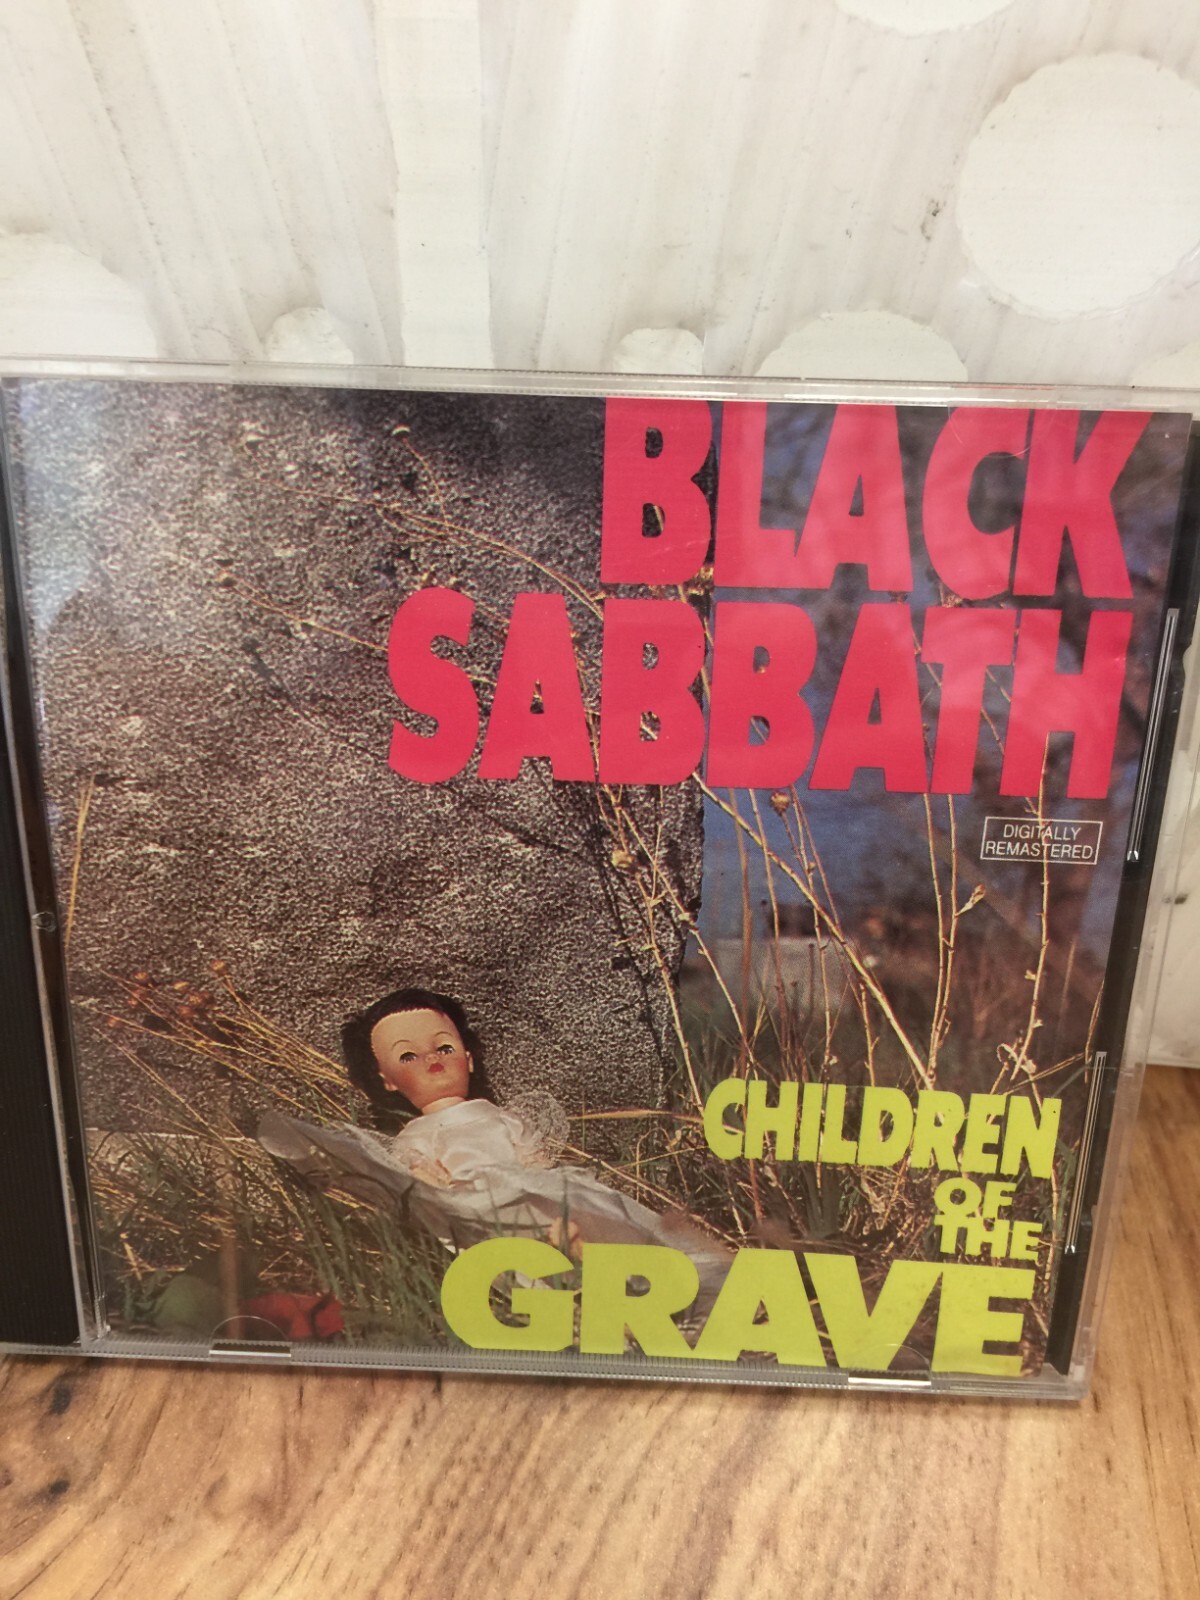 BLACK
SABBATH
DIGITALLY
REMASTERED
CHILDREN
OF
THE
GRAVE